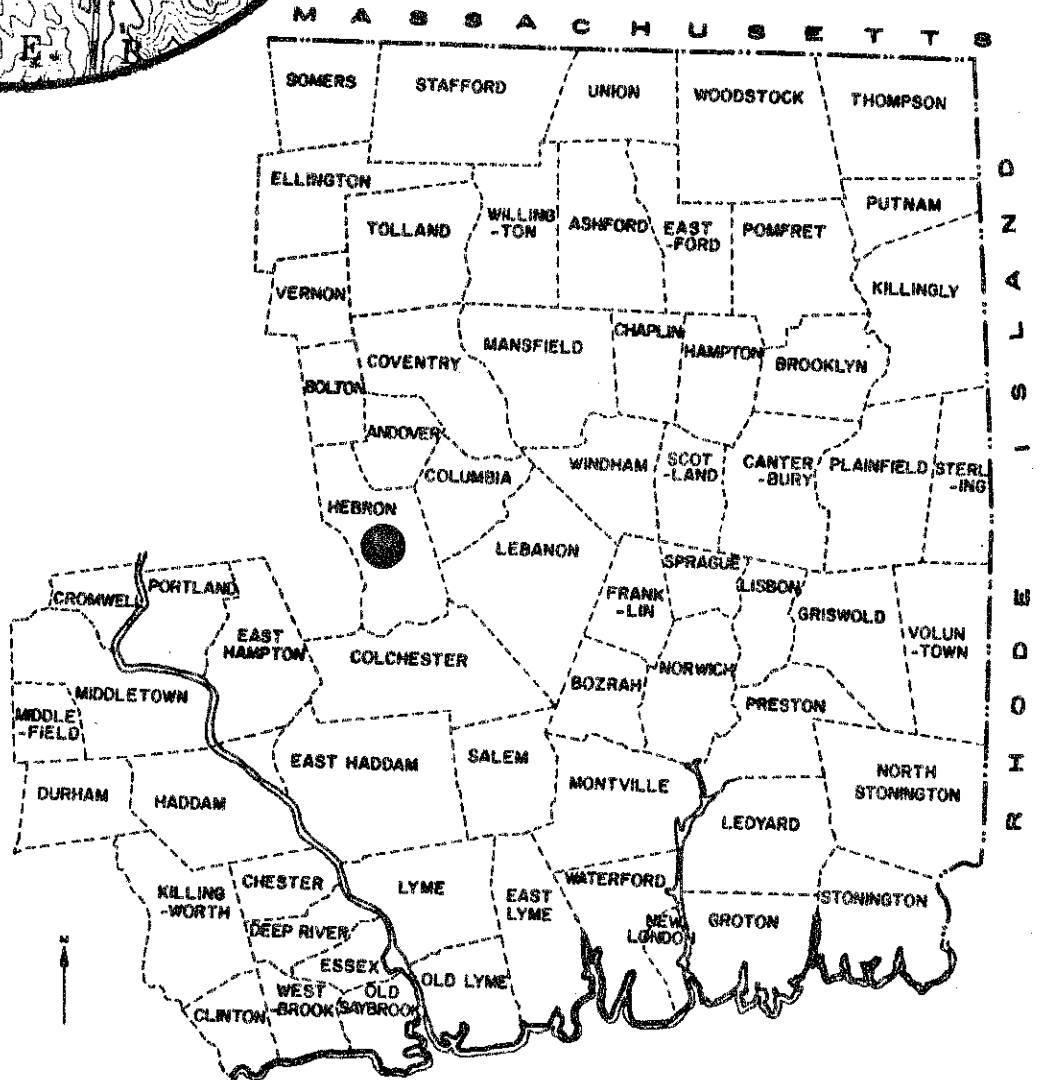 E. R
MASSACHUSETTS
SOMERS
STAFFORD
UNION
WOODSTOCK
THOMPSON
ELLINGTON
TOLLAND
WILLING
-TON
ASHFORD
EAST
-FORD
POMFRET
PUTNAM
KILLINGLY
VERNON
COVENTRY
MANSFIELD
CHAPLIN
HAMPTON
BROOKLYN
BOLTON
ANDOVER
COLUMBIA
WINDHAM
SCOT
-LAND
CANTER
-BURY
PLAINFIELD
STERL
-ING
HEBRON
LEBANON
SPRAGUE
FRANK
-LIN
LISBON
GRISWOLD
VOLUN
-TOWN
CROMWELL
PORTLAND
EAST
HAMPTON
COLCHESTER
BOZRAH
NORWICH
PRESTON
MIDDLETOWN
MIDDLE
-FIELD
EAST HADDAM
SALEM
MONTVILLE
NORTH
STONINGTON
DURHAM
HADDAM
LEDYARD
KILLING
-WORTH
CHESTER
LYME
EAST
LYME
WATERFORD
NEW
LONDON
GROTON
STONINGTON
DEEP RIVER
ESSEX
OLD LYME
WEST
-BROOK
OLD
SAYBROOK
CLINTON
N
RHODE ISLAND